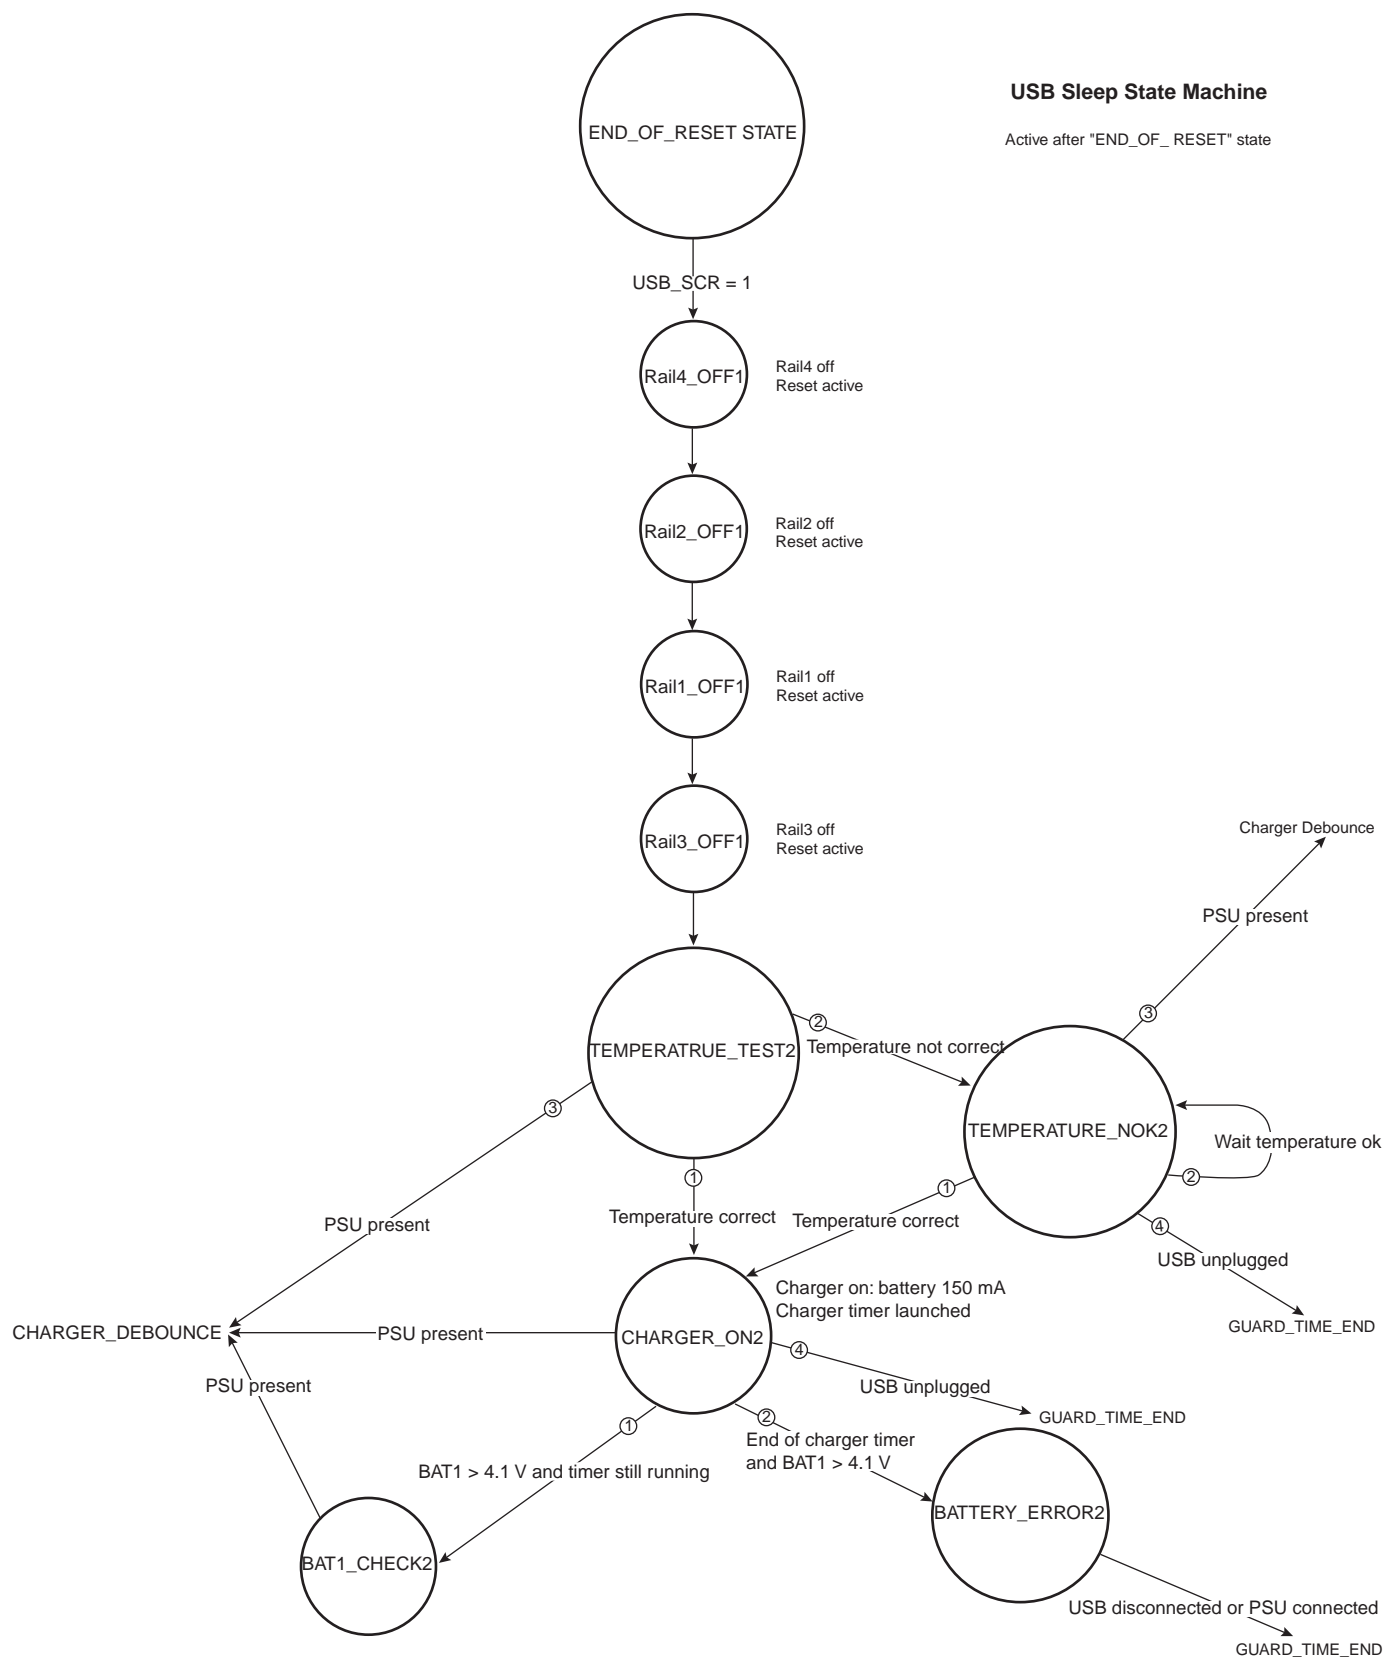 USB Sleep State Machine
END_OF_RESET STATE
Active after "END_OF_ RESET" state
USB_SCR = 1
Rail4_OFF1
Rail4 off
Reset active
Rail2_OFF1
Rail2 off
Reset active
Rail1_OFF1
Rail1 off
Reset active
Rail3_OFF1
Rail3 off
Reset active
Charger Debounce
PSU present
3
2
TEMPERATRUE_TEST2
Temperature not correct
3
TEMPERATURE_NOK2
Wait temperature ok
1
1
2
Temperature correct
Temperature correct
PSU present
4
USB unplugged
Charger on: battery 150 mA
Charger timer launched
GUARD_TIME_END
CHARGER_DEBOUNCE
PSU present
CHARGER_ON2
4
PSU present
USB unplugged
GUARD_TIME_END
1
2
End of charger timer
and BAT1 > 4.1 V
BAT1 > 4.1 V and timer still running
BATTERY_ERROR2
BAT1_CHECK2
USB disconnected or PSU connected
GUARD_TIME_END